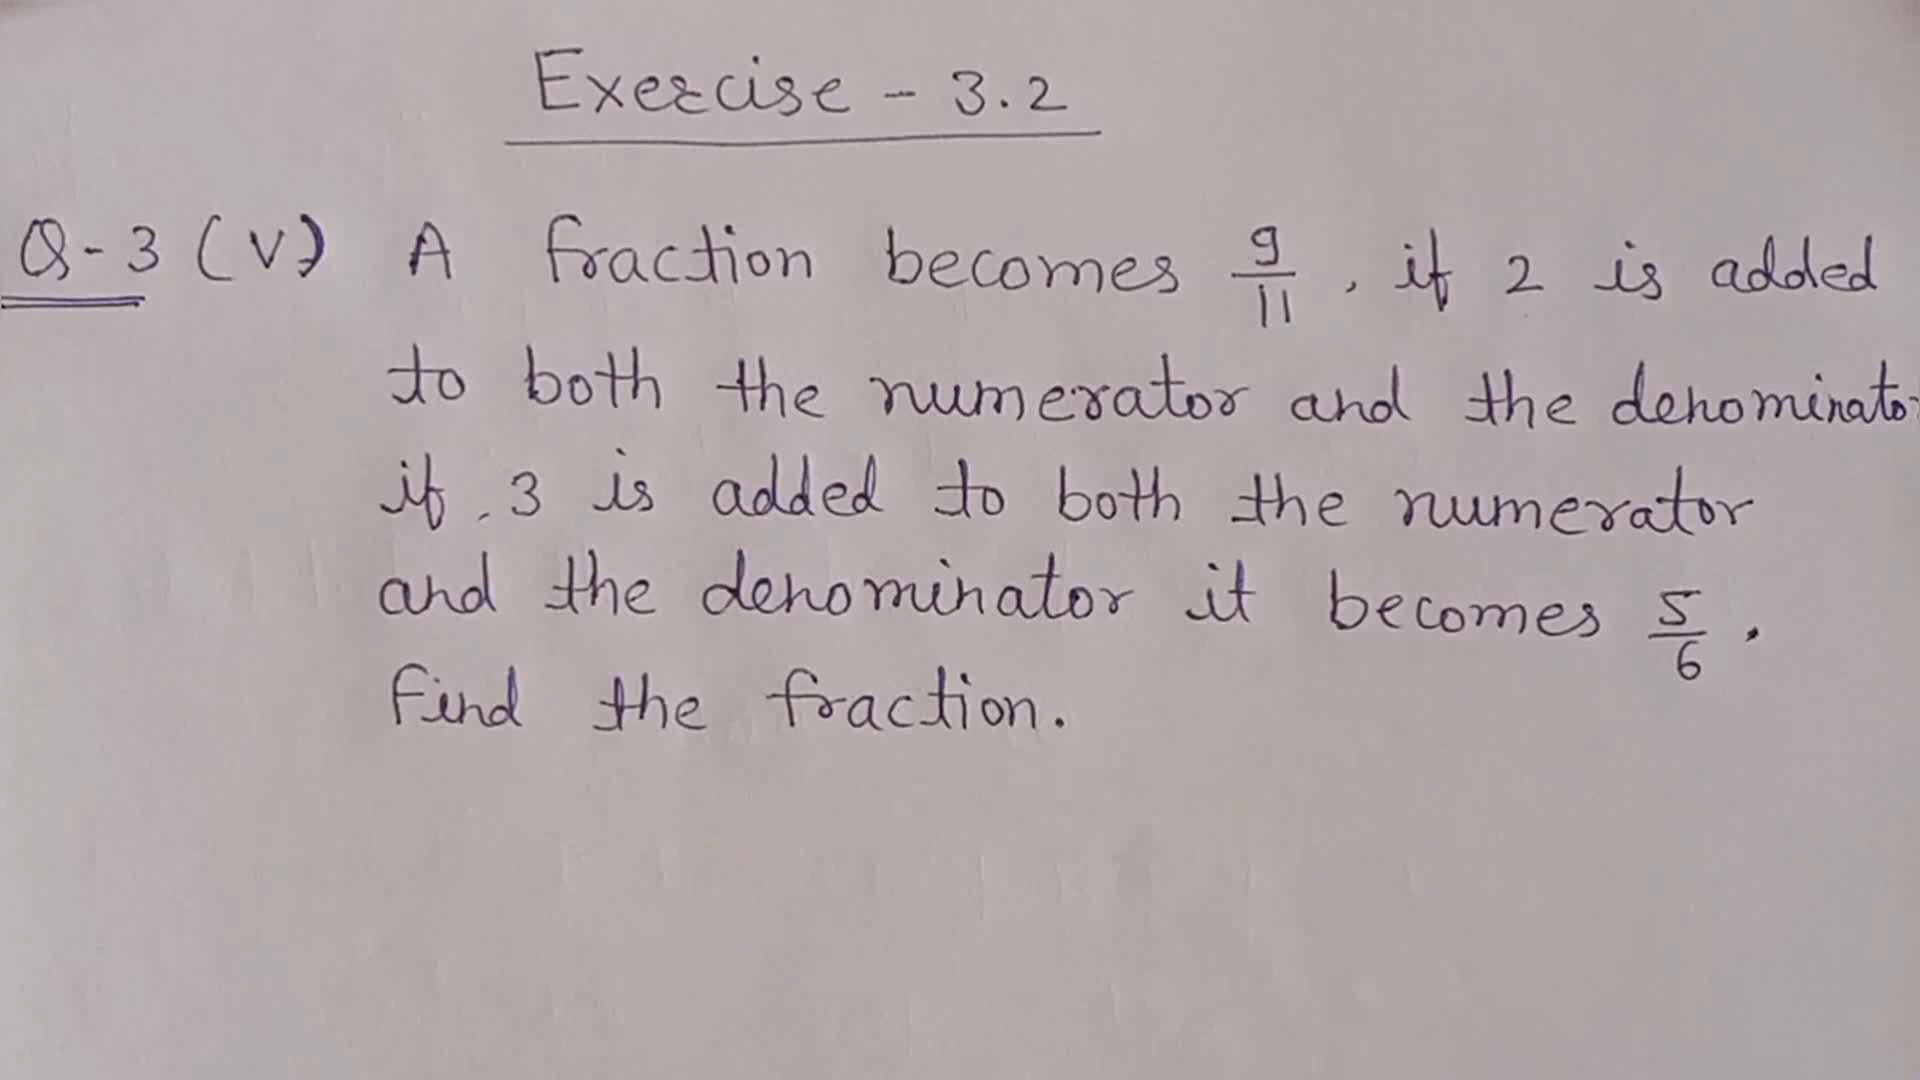 Exercise - 3.2
Q-3 (V) A fraction becomes 9/11, if 2 is added
to both the numerator and the denominator
if, 3 is added to both the numerator
and the denominator it becomes 5/6.
Find the fraction.